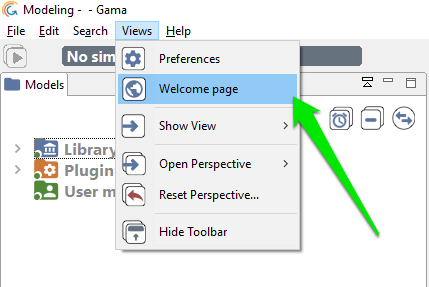 Modeling - - Gama
File Edit Search Views Help
No sim
Preferences
Models
Welcome page
Show View
Library
Open Perspective
Plugin
Reset Perspective...
User m
Hide Toolbar